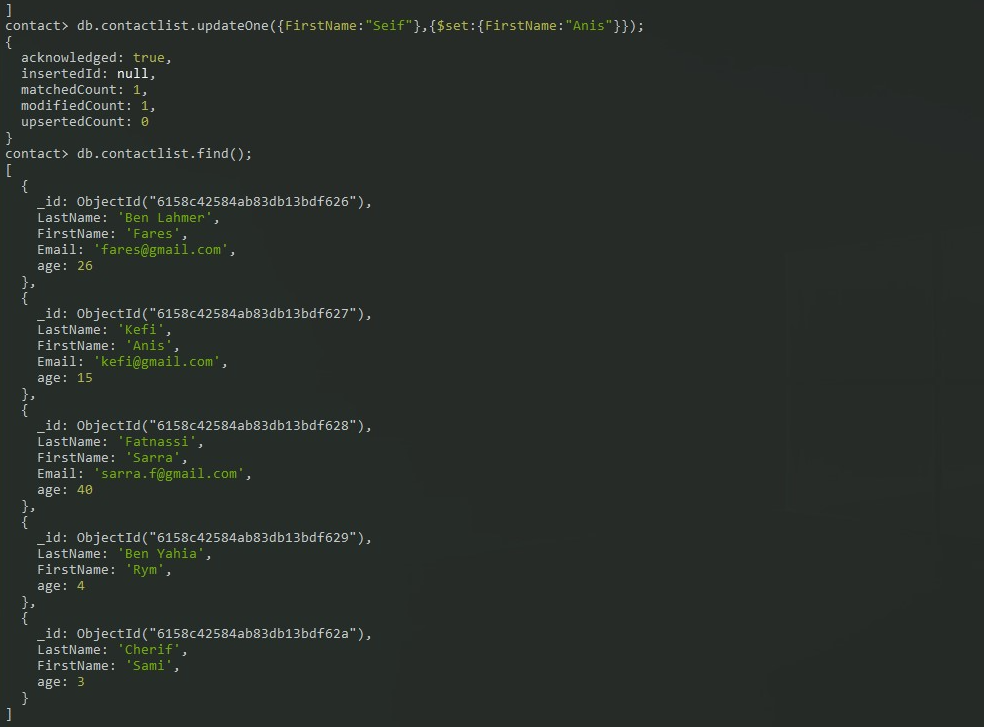 ]
contact> db.contactlist.updateOne({FirstName:"Seif"},{$set:{FirstName:"Anis"}});
{
  acknowledged: true,
  insertedId: null,
  matchedCount: 1,
  modifiedCount: 1,
  upsertedCount: 0
}
contact> db.contactlist.find();
[
  {
    _id: ObjectId("6158c42584ab83db13bdf626"),
    LastName: 'Ben Lahmer',
    FirstName: 'Fares',
    Email: 'fares@gmail.com',
    age: 26
  },
  {
    _id: ObjectId("6158c42584ab83db13bdf627"),
    LastName: 'Kefi',
    FirstName: 'Anis',
    Email: 'kefi@gmail.com',
    age: 15
  },
  {
    _id: ObjectId("6158c42584ab83db13bdf628"),
    LastName: 'Fatnassi',
    FirstName: 'Sarra',
    Email: 'sarra.f@gmail.com',
    age: 40
  },
  {
    _id: ObjectId("6158c42584ab83db13bdf629"),
    LastName: 'Ben Yahia',
    FirstName: 'Rym',
    age: 4
  },
  {
    _id: ObjectId("6158c42584ab83db13bdf62a"),
    LastName: 'Cherif',
    FirstName: 'Sami',
    age: 3
  }
]